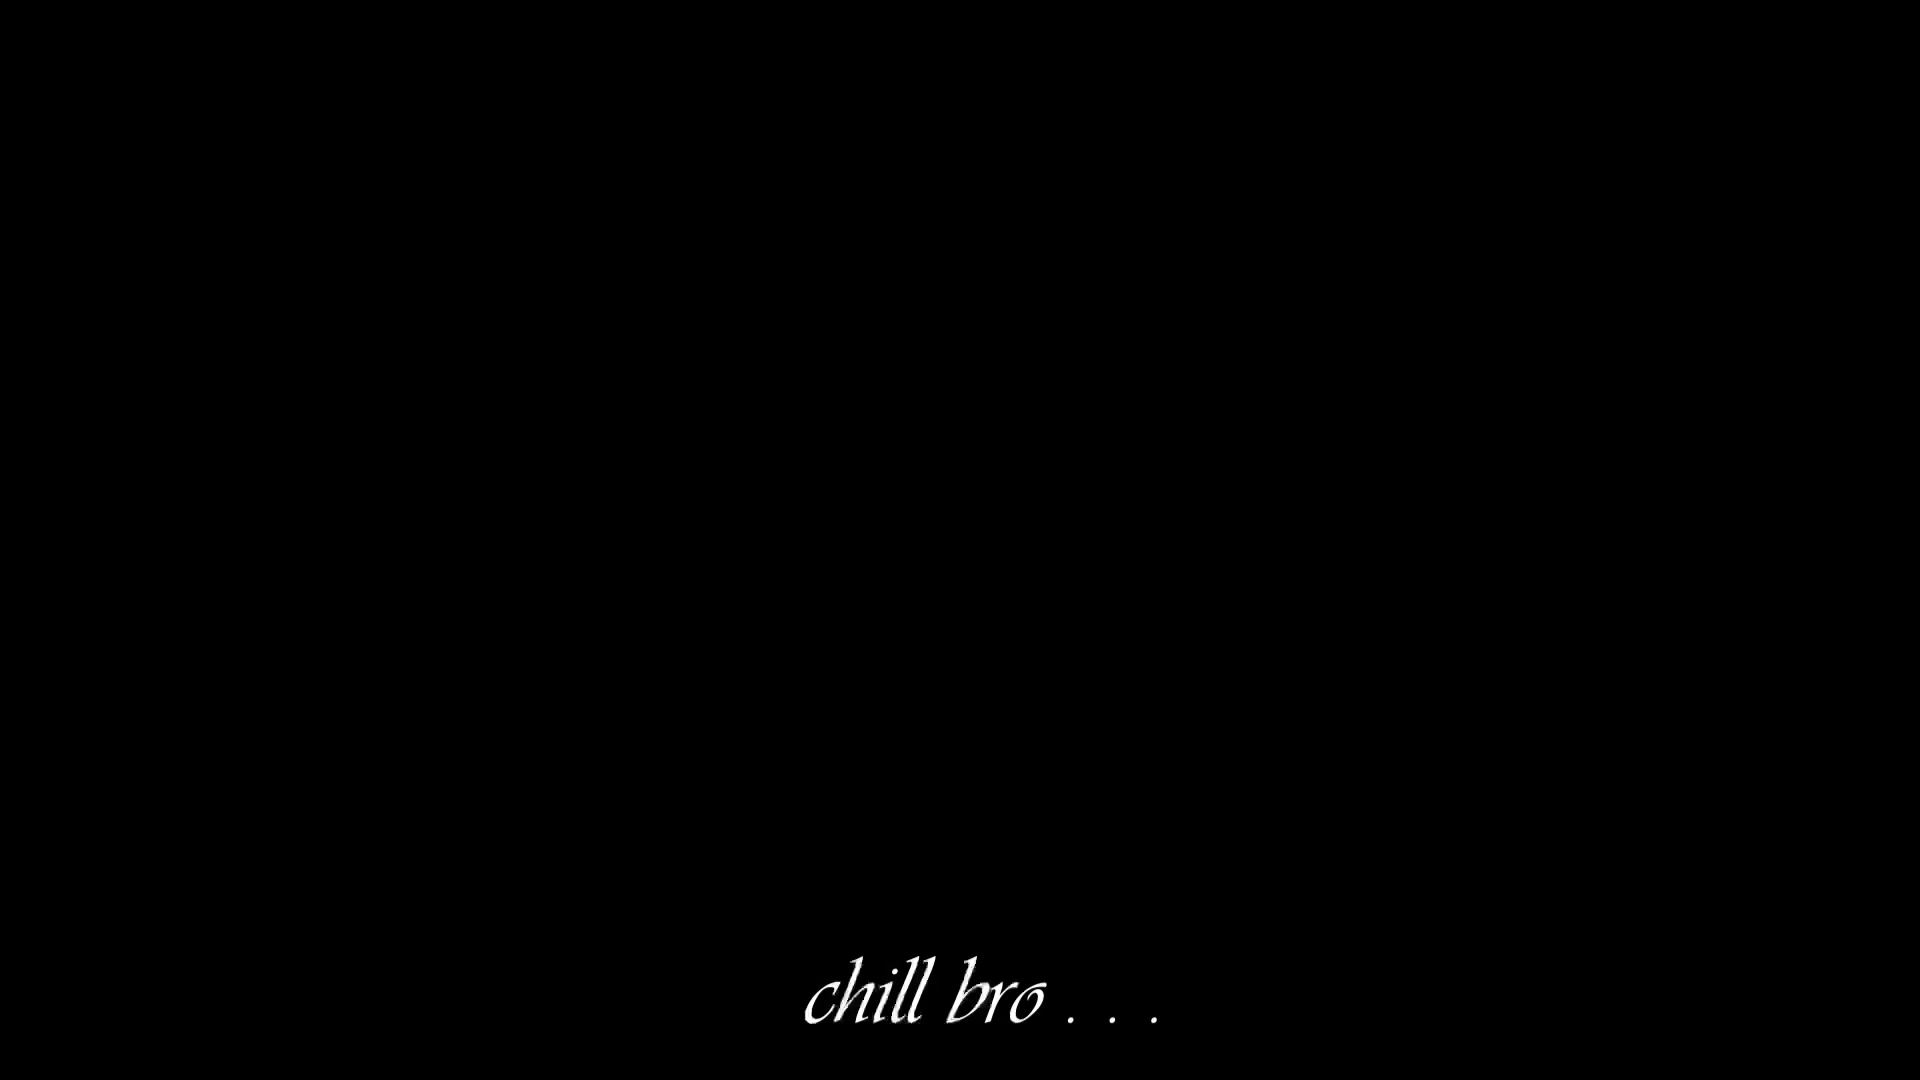 chill bro . . .